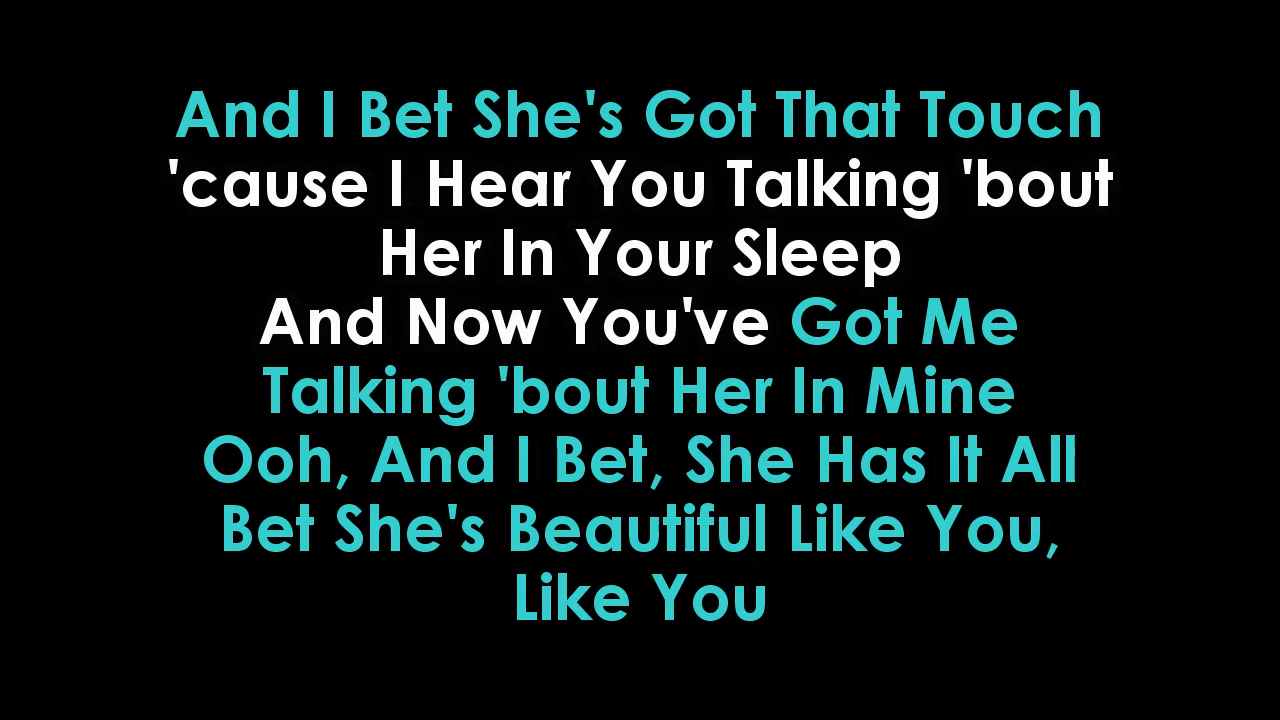 And I Bet She's Got That Touch
'cause I Hear You Talking 'bout
Her In Your Sleep
And Now You've Got Me
Talking 'bout Her In Mine
Ooh, And I Bet, She Has It All
Bet She's Beautiful Like You,
Like You